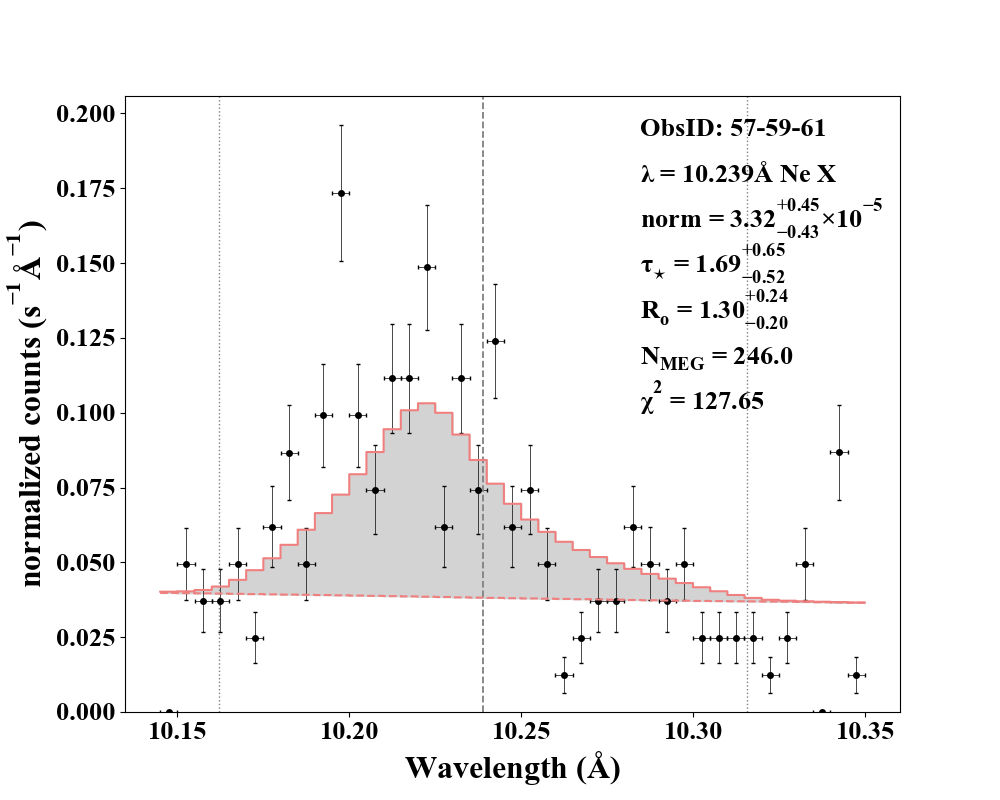 ObsID: 57-59-61
λ = 10.239Å Ne X
norm = 3.32 +0.45 −0.43 ×10⁻⁵
τ⋆ = 1.69 +0.65 −0.52
Rₒ = 1.30 +0.24 −0.20
N_MEG = 246.0
χ² = 127.65
normalized counts (s⁻¹ Å⁻¹)
0.200
0.175
0.150
0.125
0.100
0.075
0.050
0.025
0.000
10.15 10.20 10.25 10.30 10.35
Wavelength (Å)